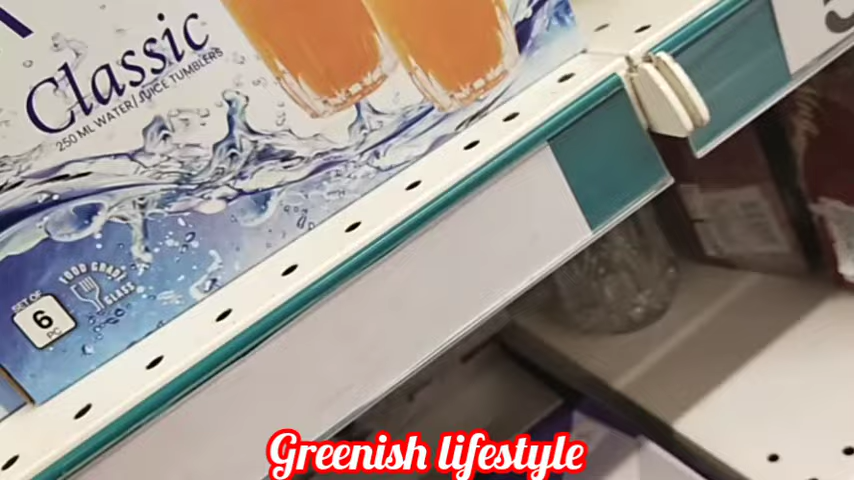 Classic
250 ML WATER/JUICE TUMBLERS
FOOD GRADE
GLASS
SET OF
6
PC
Greenish lifestyle